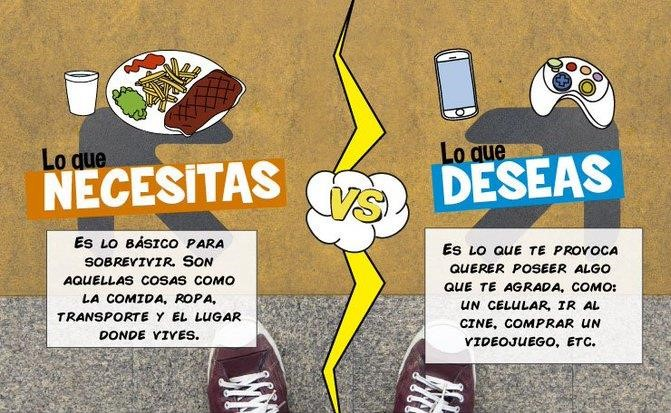 Lo que
NECESITAS
ES LO BÁSICO PARA
SOBREVIVIR. SON
AQUELLAS COSAS COMO
LA COMIDA, ROPA,
TRANSPORTE Y EL LUGAR
DONDE VIVES.
VS
Lo que
DESEAS
ES LO QUE TE PROVOCA
QUERER POSEER ALGO
QUE TE AGRADA, COMO:
UN CELULAR, IR AL
CINE, COMPRAR UN
VIDEOJUEGO, ETC.